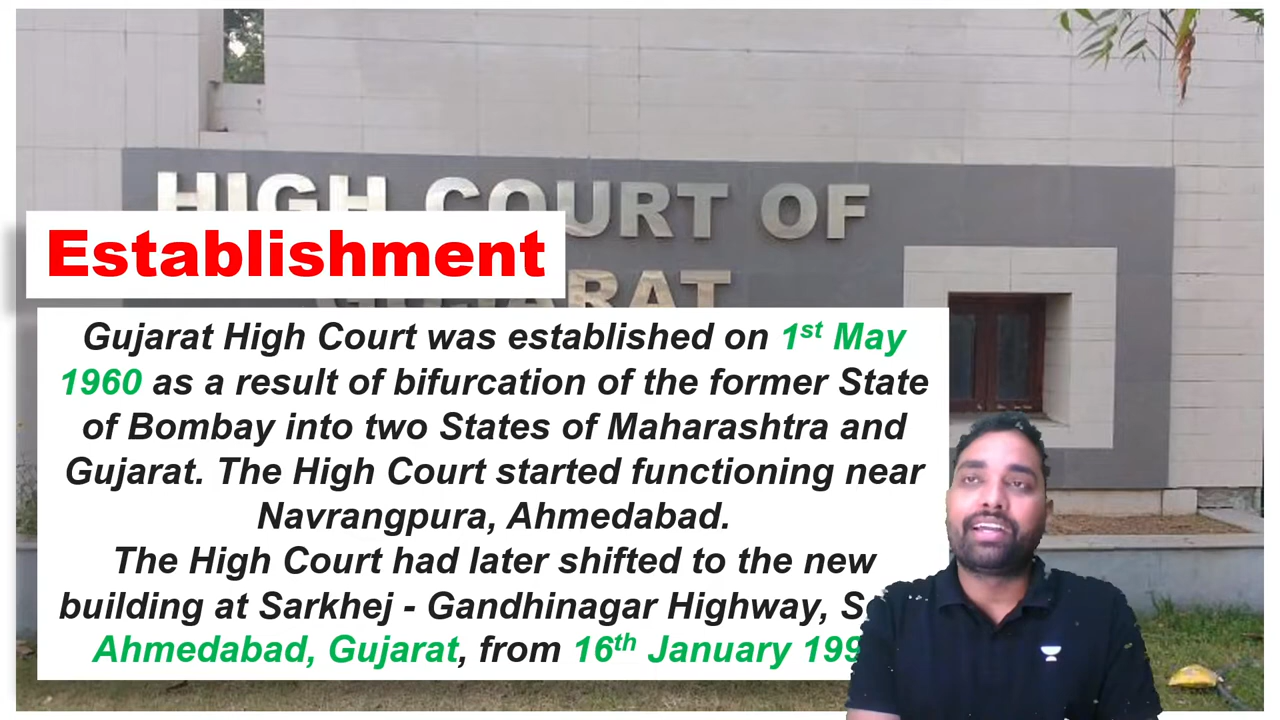 HIGH COURT OF
GUJARAT
Establishment
Gujarat High Court was established on 1st May
1960 as a result of bifurcation of the former State
of Bombay into two States of Maharashtra and
Gujarat. The High Court started functioning near
Navrangpura, Ahmedabad.
The High Court had later shifted to the new
building at Sarkhej - Gandhinagar Highway,
Ahmedabad, Gujarat, from 16th January